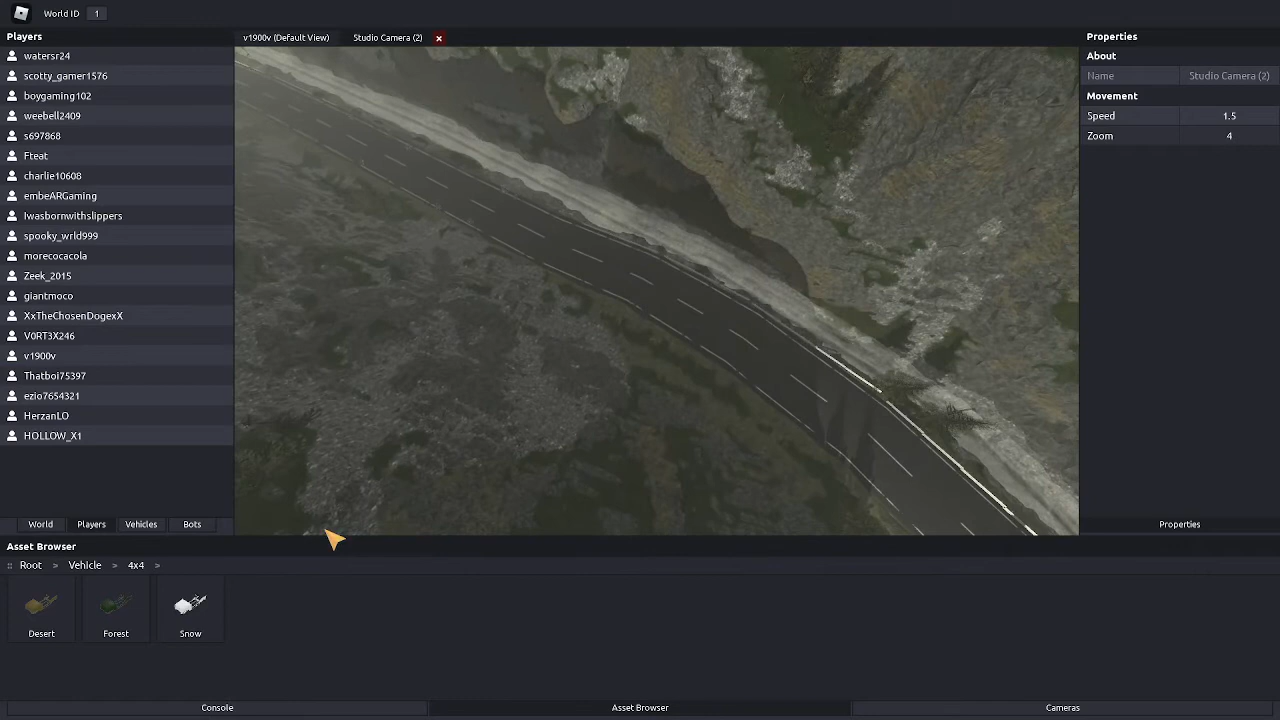 World ID 1
Players
watersr24
scotty_gamer1576
boygaming102
weebell2409
s697868
Fteat
charlie10608
embeARGaming
Iwasbornwithslippers
spooky_wrld999
morecocacola
Zeek_2015
giantmoco
XxTheChosenDogexX
V0RT3X246
v1900v
Thatboi75397
ezio7654321
HerzanLO
HOLLOW_X1
World Players Vehicles Bots
v1900v (Default View) Studio Camera (2) x
Properties
About
Name Studio Camera (2)
Movement
Speed 1.5
Zoom 4
Properties
Asset Browser
:: Root > Vehicle > 4x4 >
Desert Forest Snow
Console Asset Browser Cameras